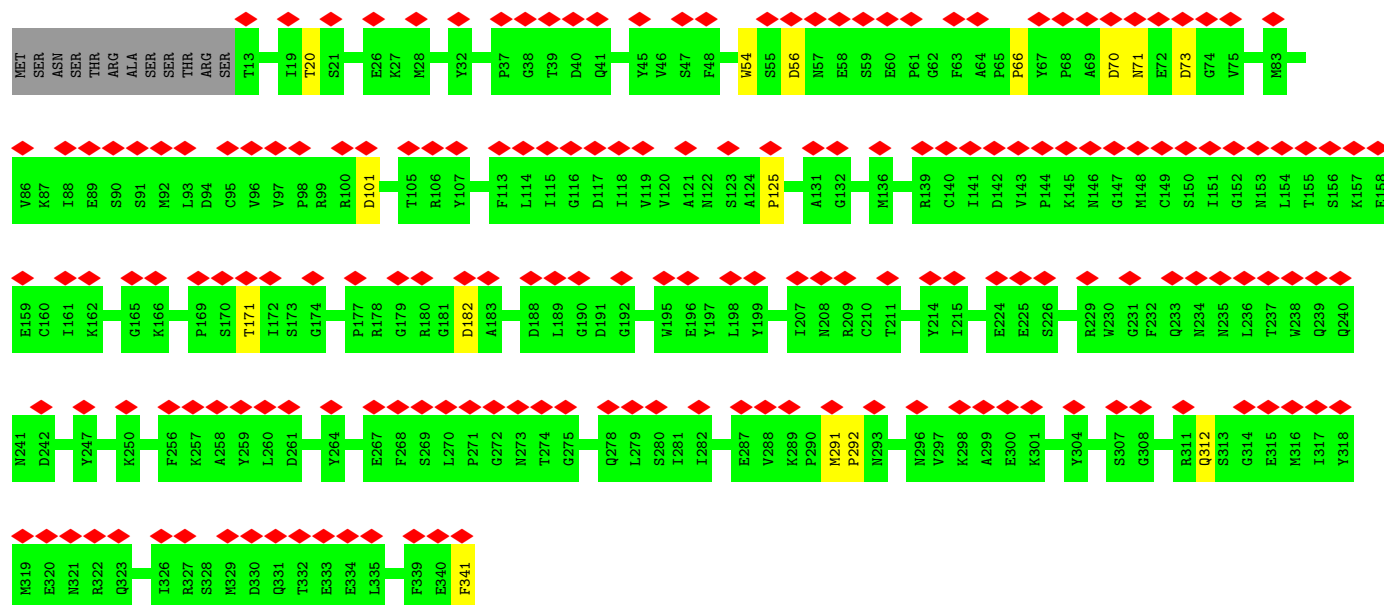 MET SER ASN SER THR ARG ALA SER SER THR ARG SER T13 I19 T20 S21 E26 K27 M28 Y32 P37 G38 T39 D40 Q41 Y45 V46 S47 F48 W54 S55 D56 N57 E58 S59 E60 P61 G62 F63 A64 P65 P66 Y67 P68 A69 D70 N71 E72 D73 G74 V75 M83
V86 K87 I88 E89 S90 S91 M92 L93 D94 C95 V96 V97 P98 R99 R100 D101 T105 R106 Y107 F113 L114 I115 G116 D117 I118 V119 V120 A121 N122 S123 A124 P125 A131 G132 M136 R139 C140 I141 D142 V143 P144 K145 N146 G147 M148 C149 S150 I151 G152 N153 L154 T155 S156 K157 E158
E159 C160 I161 K162 G165 K166 P169 S170 T171 I172 S173 G174 P177 R178 G179 R180 G181 D182 A183 D188 L189 G190 D191 G192 W195 E196 Y197 L198 Y199 I207 N208 R209 C210 T211 Y214 I215 E224 E225 S226 R229 W230 G231 F232 Q233 N234 N235 L236 T237 W238 Q239 Q240
N241 D242 Y247 K250 F256 K257 A258 Y259 L260 D261 Y264 E267 F268 S269 L270 P271 G272 N273 T274 G275 Q278 L279 S280 I281 I282 E287 V288 K289 P290 M291 P292 N293 N296 V297 K298 A299 E300 K301 Y304 S307 G308 R311 Q312 S313 G314 E315 M316 I317 Y318
M319 E320 N321 R322 Q323 I326 R327 S328 M329 D330 Q331 T332 E333 E334 L335 F339 E340 F341